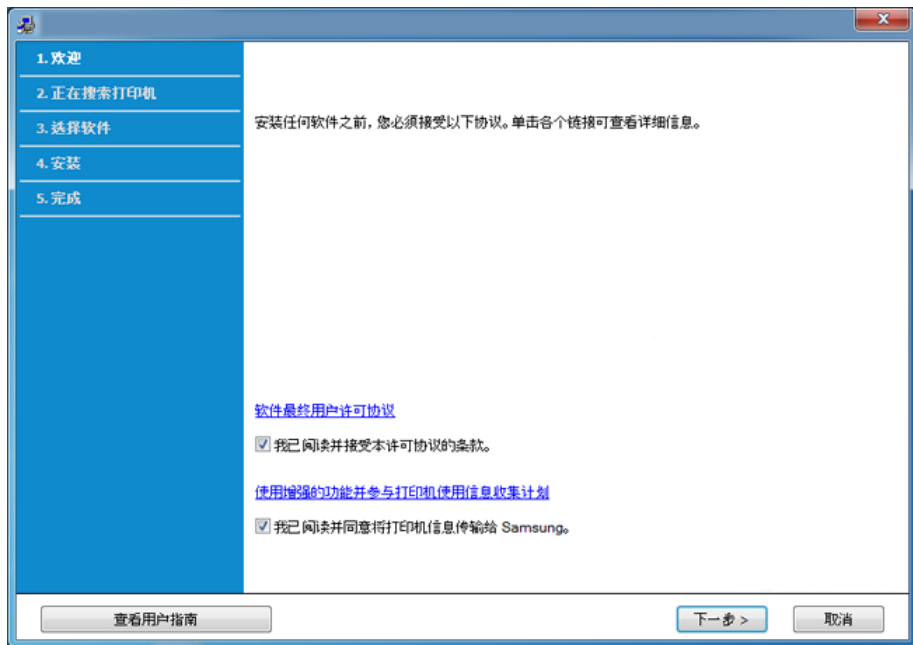 1. 欢迎
2. 正在搜索打印机
3. 选择软件
4. 安装
5. 完成
安装任何软件之前，您必须接受以下协议。单击各个链接可查看详细信息。
软件最终用户许可协议
我已阅读并接受本许可协议的条款。
使用增强的功能并参与打印机使用信息收集计划
我已阅读并同意将打印机信息传输给 Samsung。
查看用户指南
下一步 >
取消